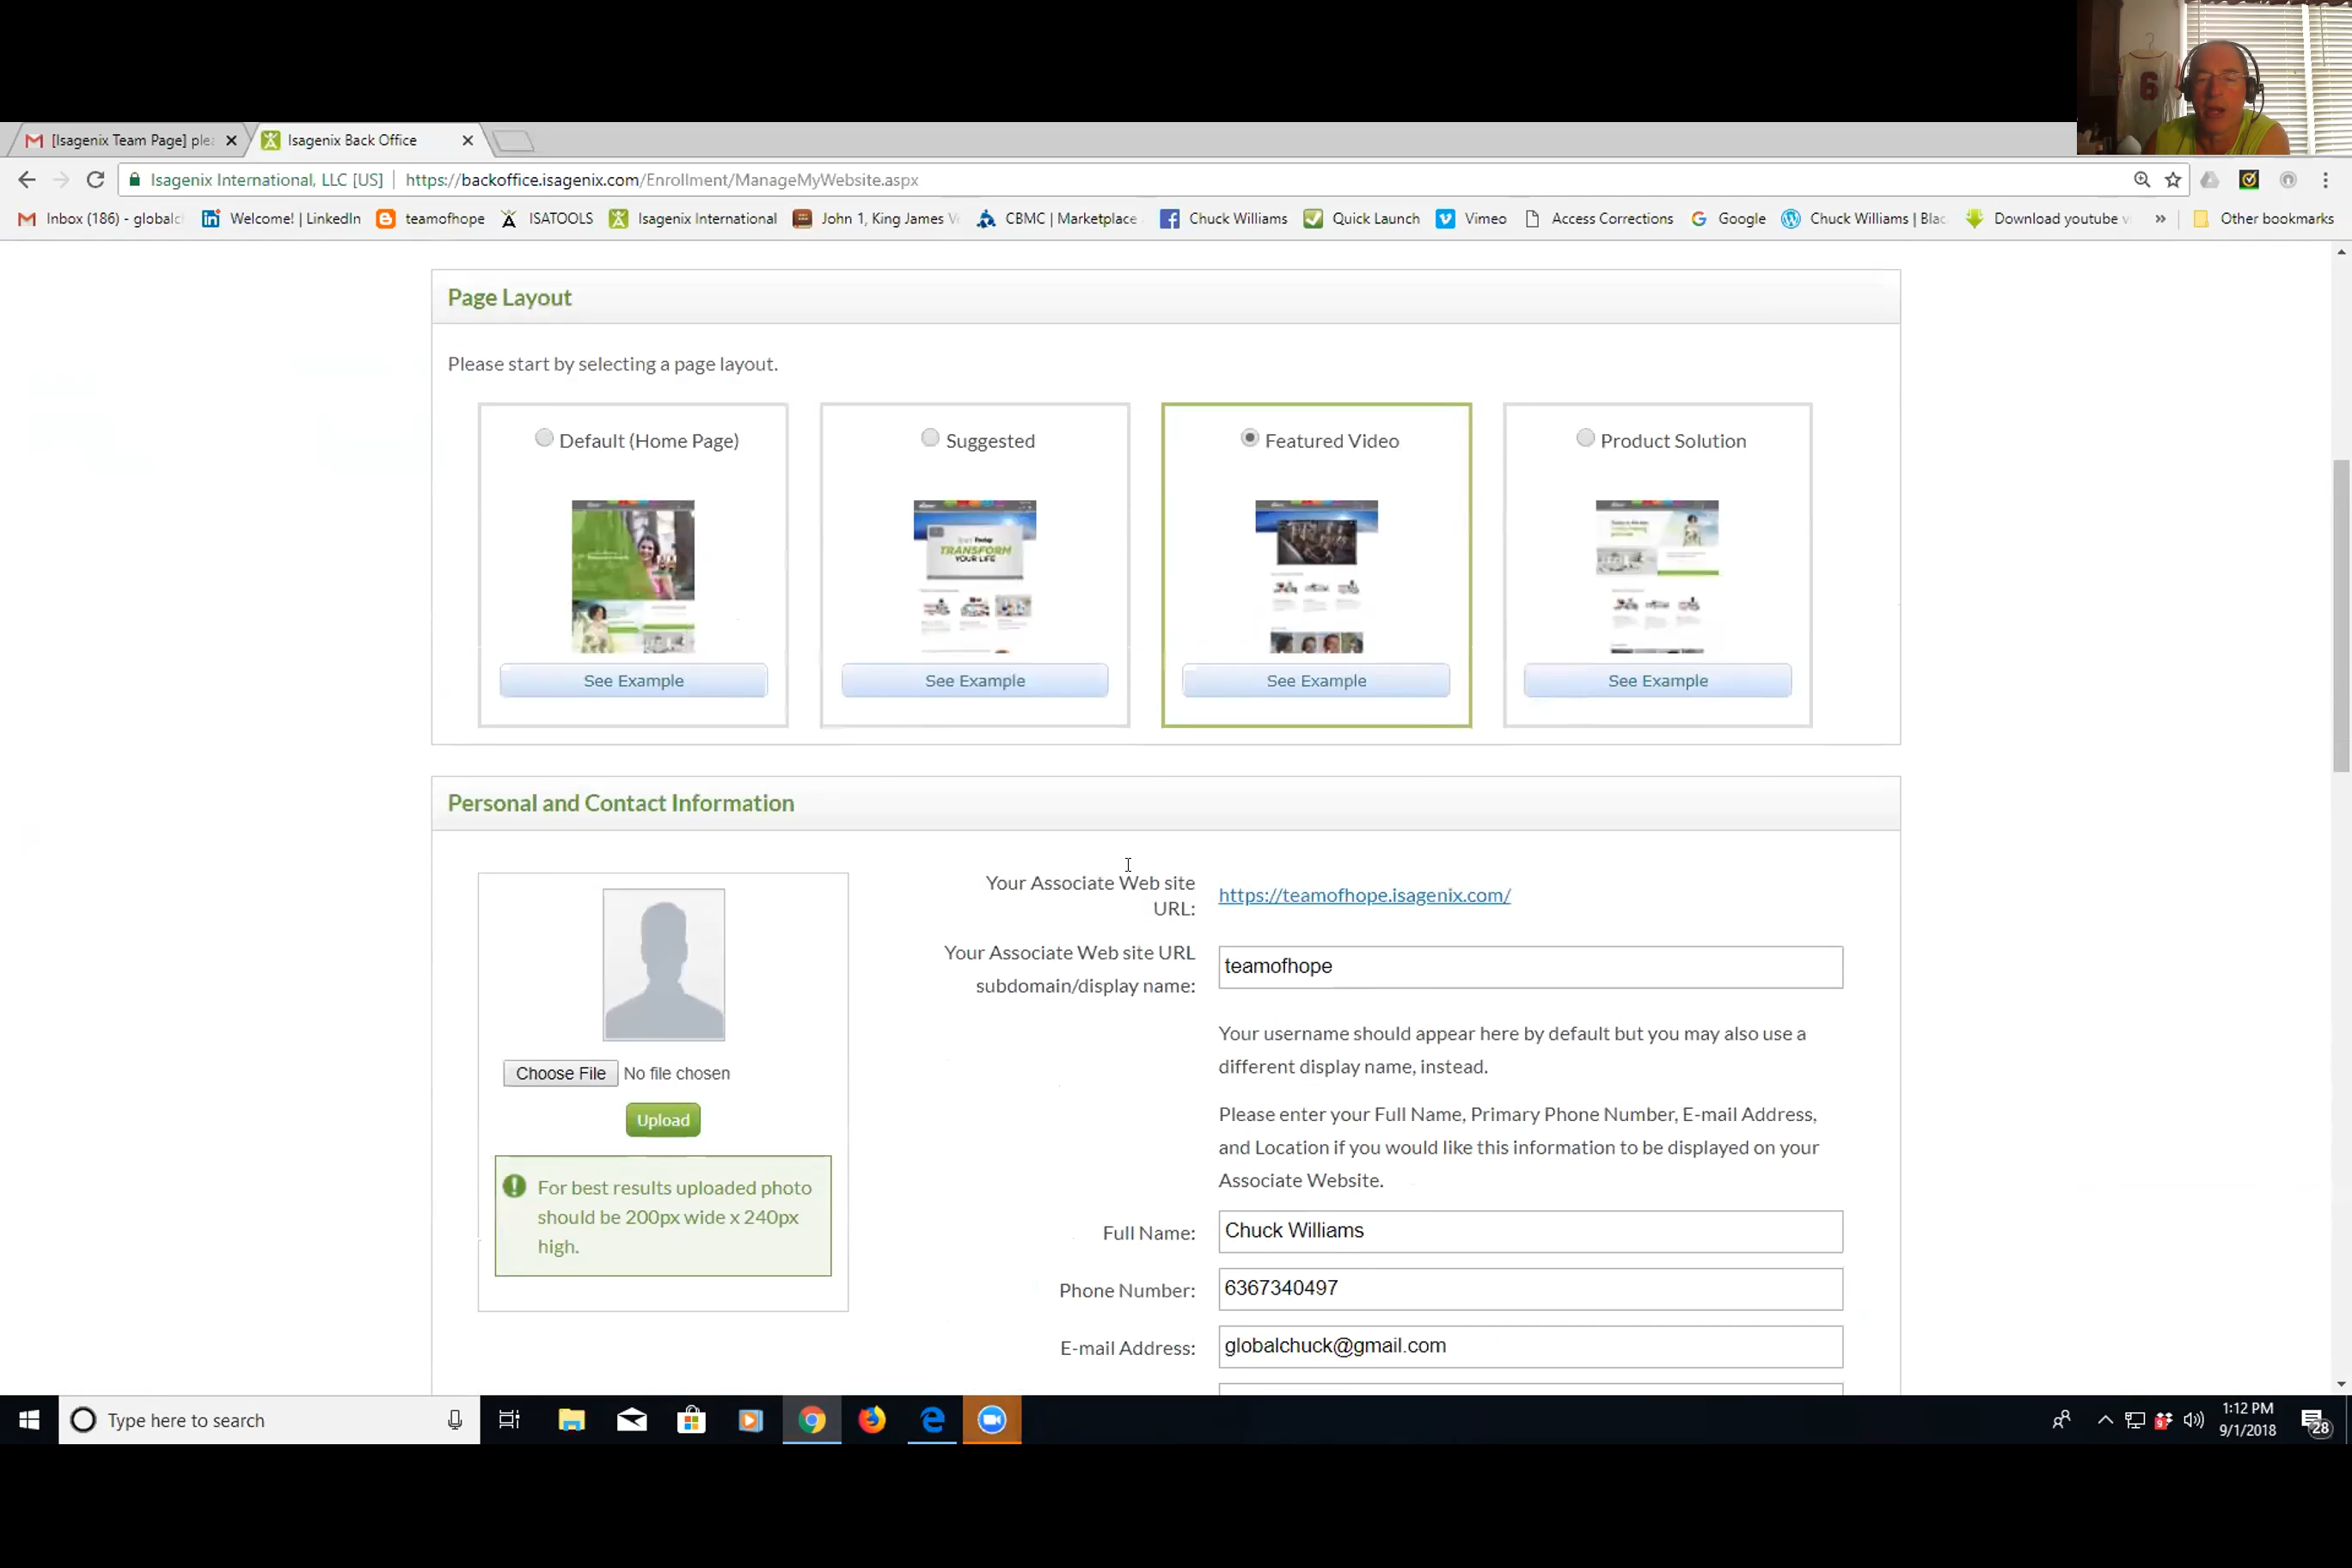 6
[Isagenix Team Page] ple
Isagenix Back Office
Isagenix International, LLC [US] https://backoffice.isagenix.com/Enrollment/ManageMyWebsite.aspx
Inbox (186) - global Welcome! | LinkedIn teamofhope ISATOOLS Isagenix International John 1, King James CBMC | Marketplace Chuck Williams Quick Launch Vimeo Access Corrections Google Chuck Williams | Blac Download youtube » Other bookmarks
Page Layout
Please start by selecting a page layout.
Default (Home Page) Suggested Featured Video Product Solution
TRANSFORM
YOUR LIFE
See Example See Example See Example See Example
Personal and Contact Information
Your Associate Web site
URL:
https://teamofhope.isagenix.com/
Your Associate Web site URL
subdomain/display name:
teamofhope
Your username should appear here by default but you may also use a
different display name, instead.
Please enter your Full Name, Primary Phone Number, E-mail Address,
and Location if you would like this information to be displayed on your
Associate Website.
Choose File No file chosen
Upload
For best results uploaded photo
should be 200px wide x 240px
high.
Full Name: Chuck Williams
Phone Number: 6367340497
E-mail Address: globalchuck@gmail.com
Type here to search
1:12 PM
9/1/2018
28